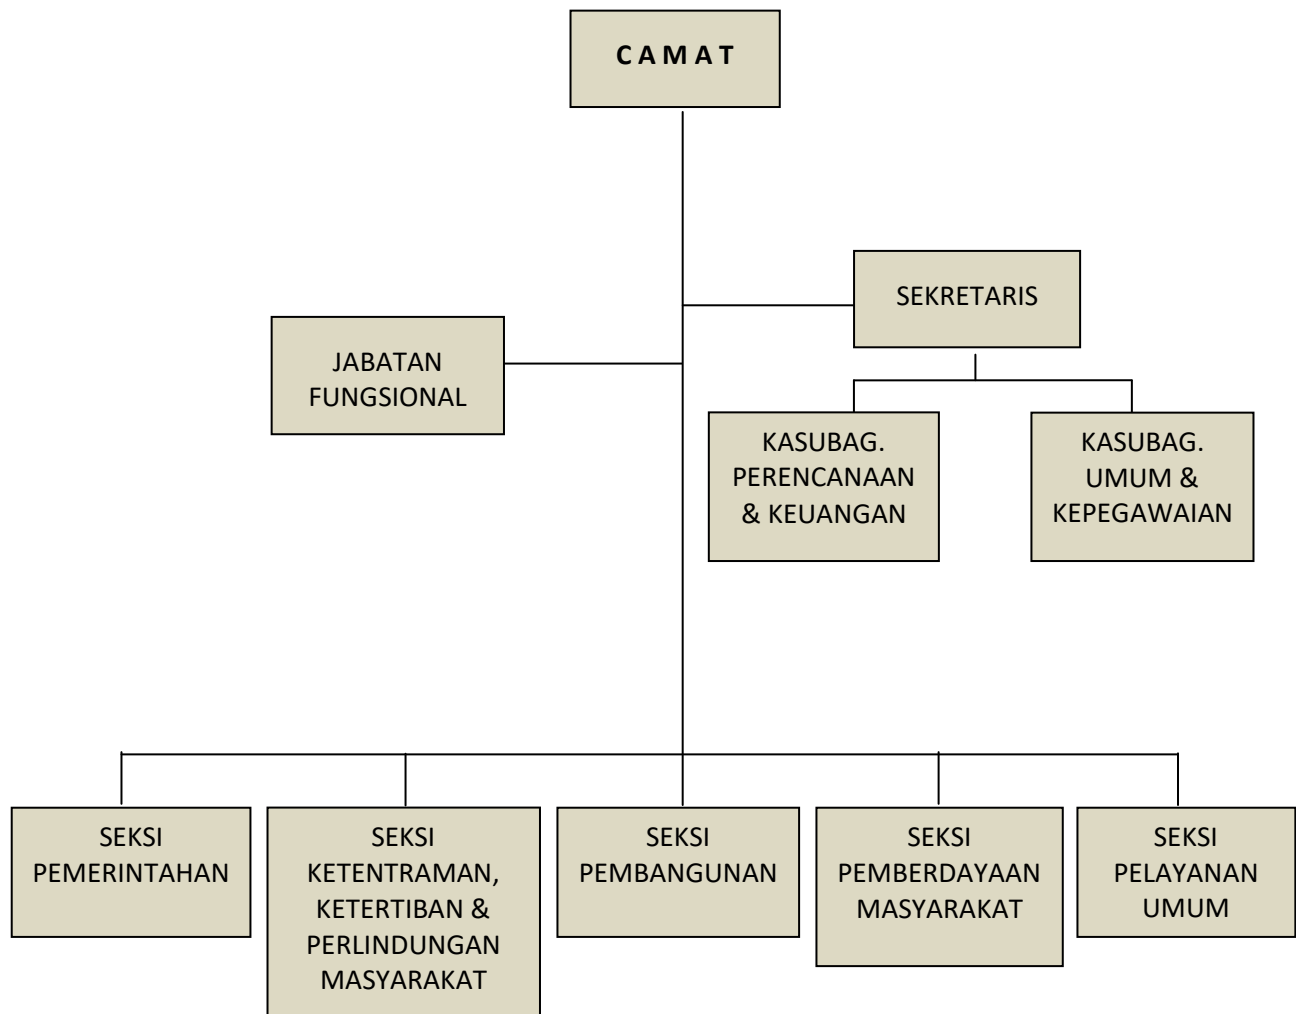 C A M A T
SEKRETARIS
JABATAN
FUNGSIONAL
KASUBAG.
PERENCANAAN
& KEUANGAN
KASUBAG.
UMUM &
KEPEGAWAIAN
SEKSI
PEMERINTAHAN
SEKSI
KETENTRAMAN,
KETERTIBAN &
PERLINDUNGAN
MASYARAKAT
SEKSI
PEMBANGUNAN
SEKSI
PEMBERDAYAAN
MASYARAKAT
SEKSI
PELAYANAN
UMUM